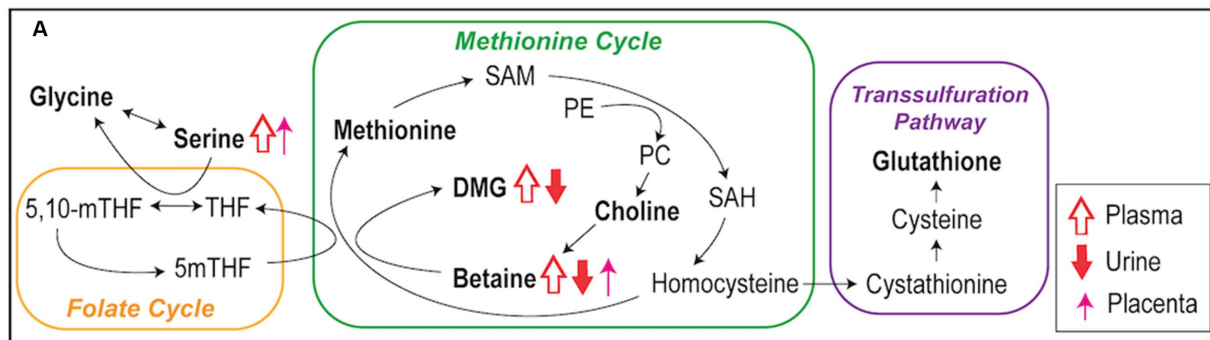 A
Methionine Cycle
SAM
Glycine
PE
Transsulfuration
Pathway
Serine
Methionine
PC
Glutathione
DMG
SAH
5,10-mTHF
THF
Choline
Cysteine
Plasma
5mTHF
Betaine
Homocysteine
Cystathionine
Urine
Folate Cycle
Placenta